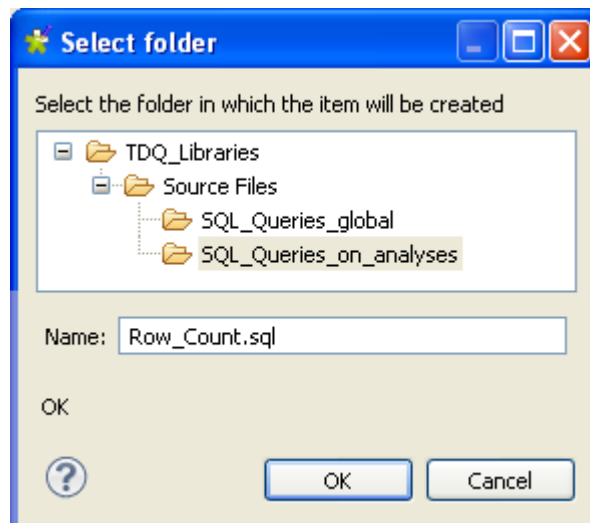 Select folder
Select the folder in which the item will be created
TDQ_Libraries
Source Files
SQL_Queries_global
SQL_Queries_on_analyses
Name: Row_Count.sql
OK
? OK Cancel